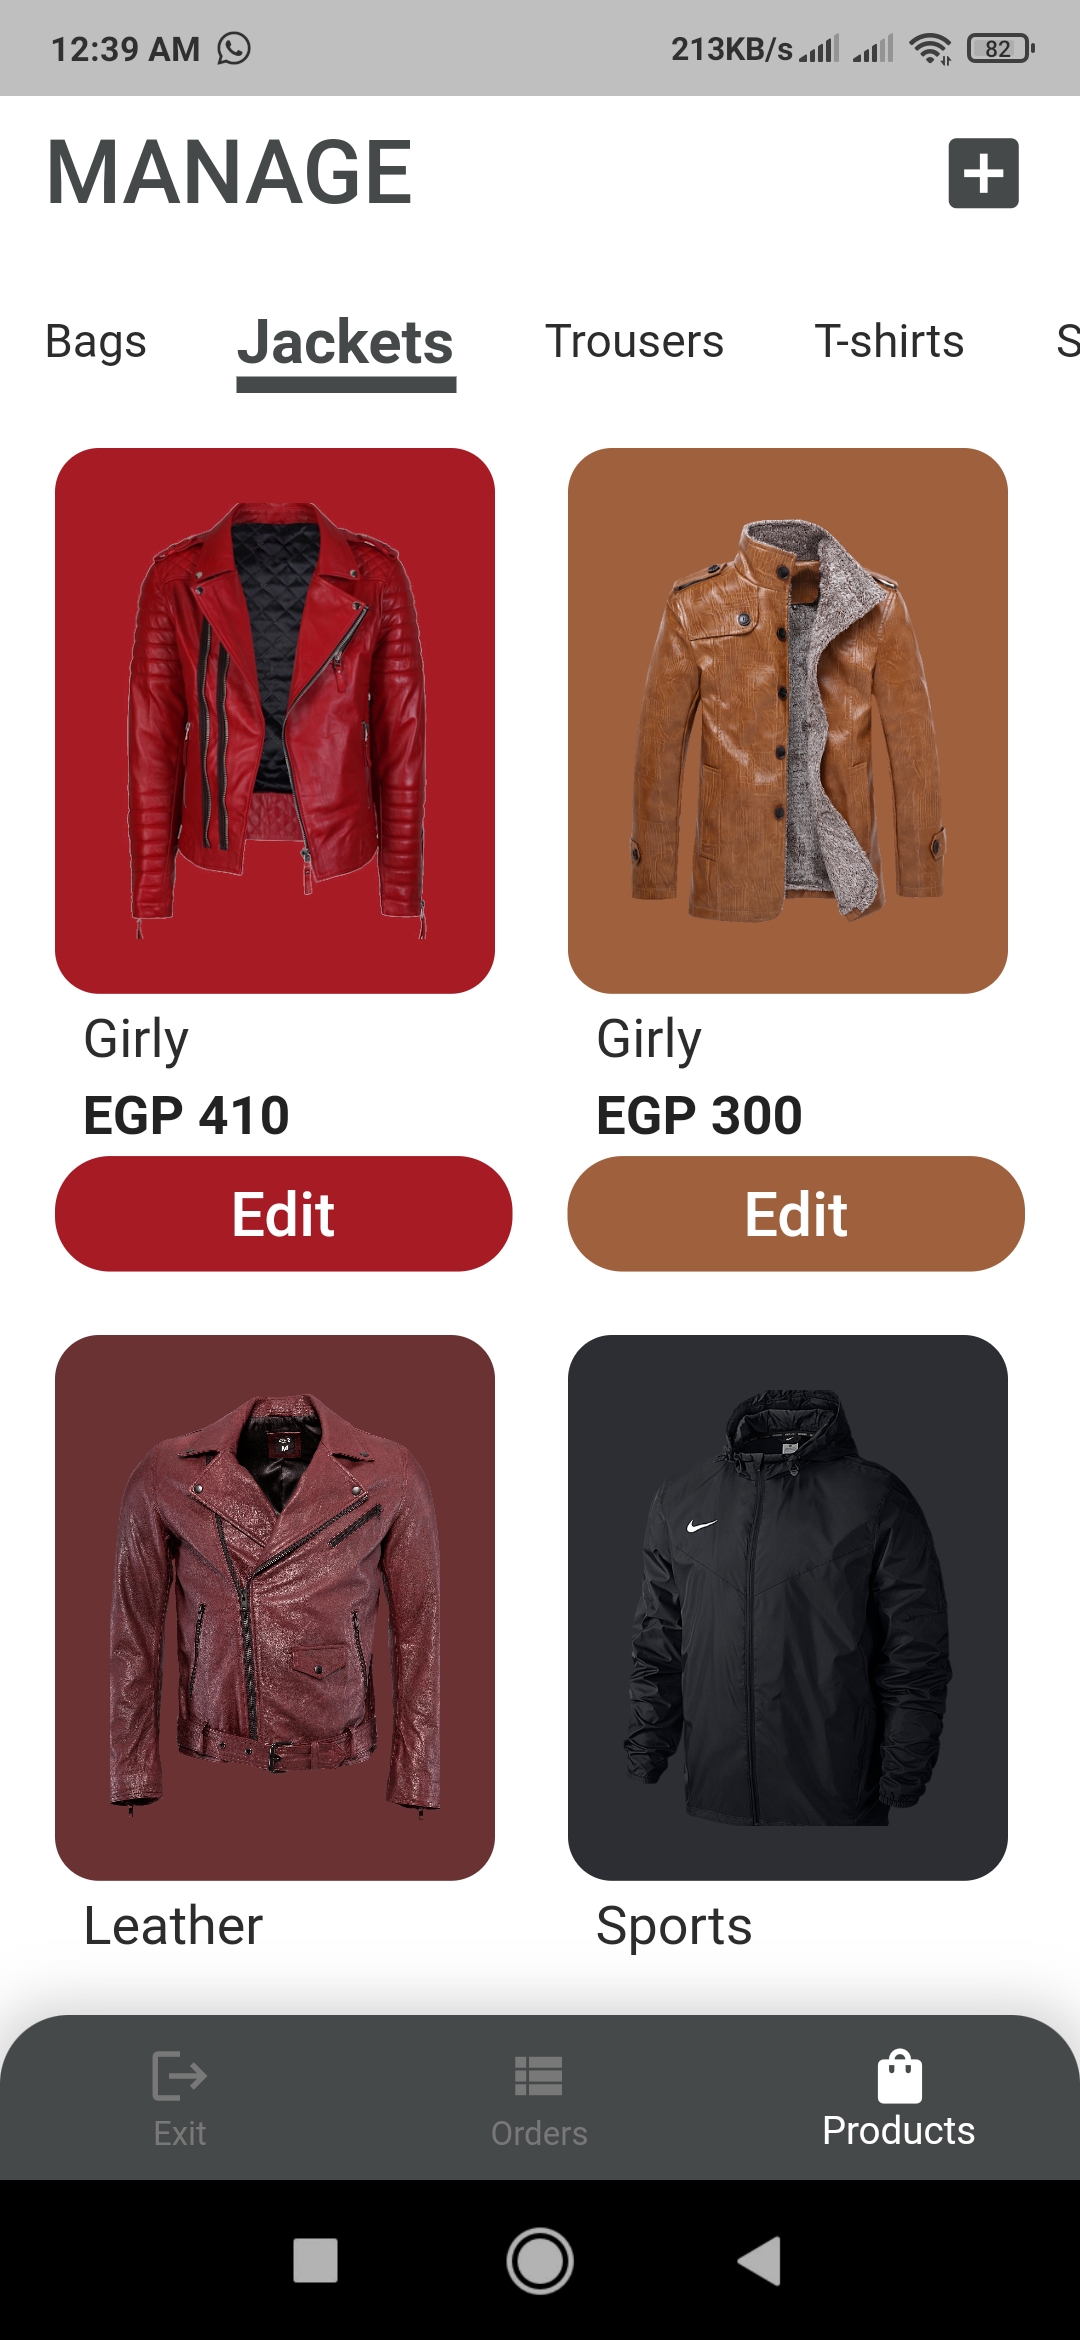 12:39 AM 213KB/s 82
MANAGE
Bags Jackets Trousers T-shirts S
Girly Girly
EGP 410 EGP 300
Edit Edit
M
Leather Sports
Exit Orders Products